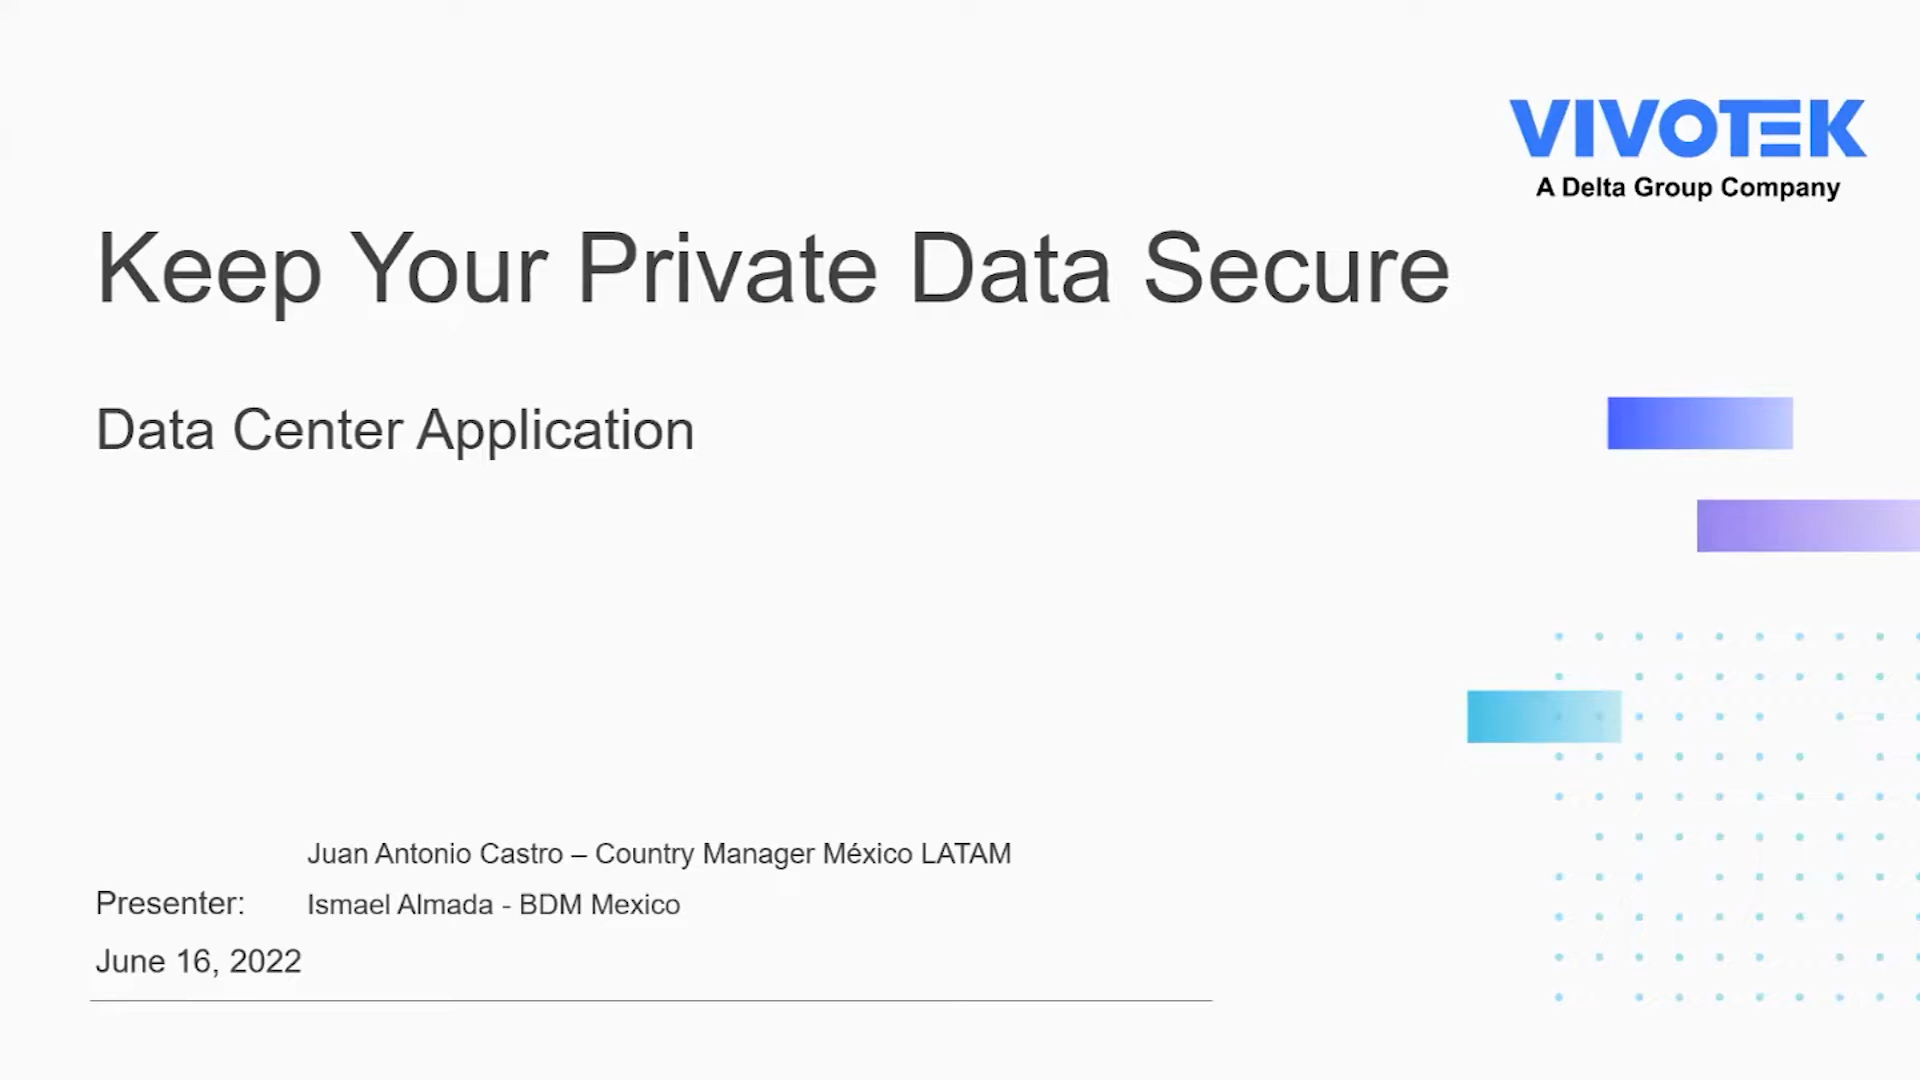 VIVOTEK
A Delta Group Company
Keep Your Private Data Secure
Data Center Application
Juan Antonio Castro – Country Manager México LATAM
Presenter: Ismael Almada - BDM Mexico
June 16, 2022